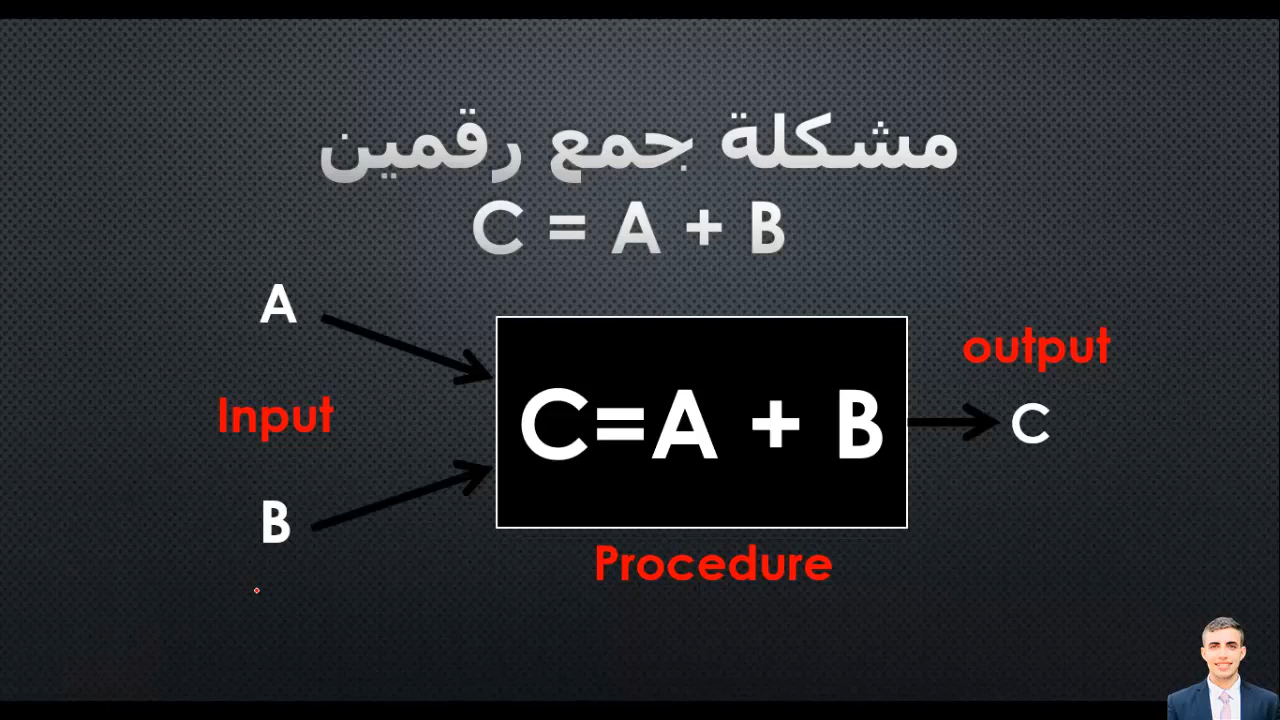 مشكلة جمع رقمين
C = A + B
A
output
Input
C=A + B
C
B
Procedure